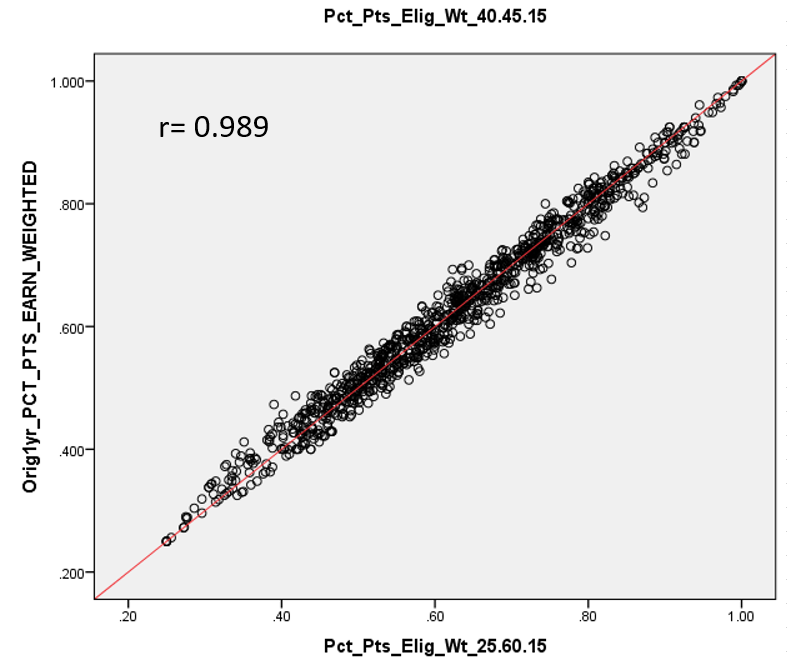 Pct_Pts_Elig_Wt_40.45.15
r= 0.989
Orig1yr_PCT_PTS_EARN_WEIGHTED
1.000
.800
.600
.400
.200
.20 .40 .60 .80 1.00
Pct_Pts_Elig_Wt_25.60.15